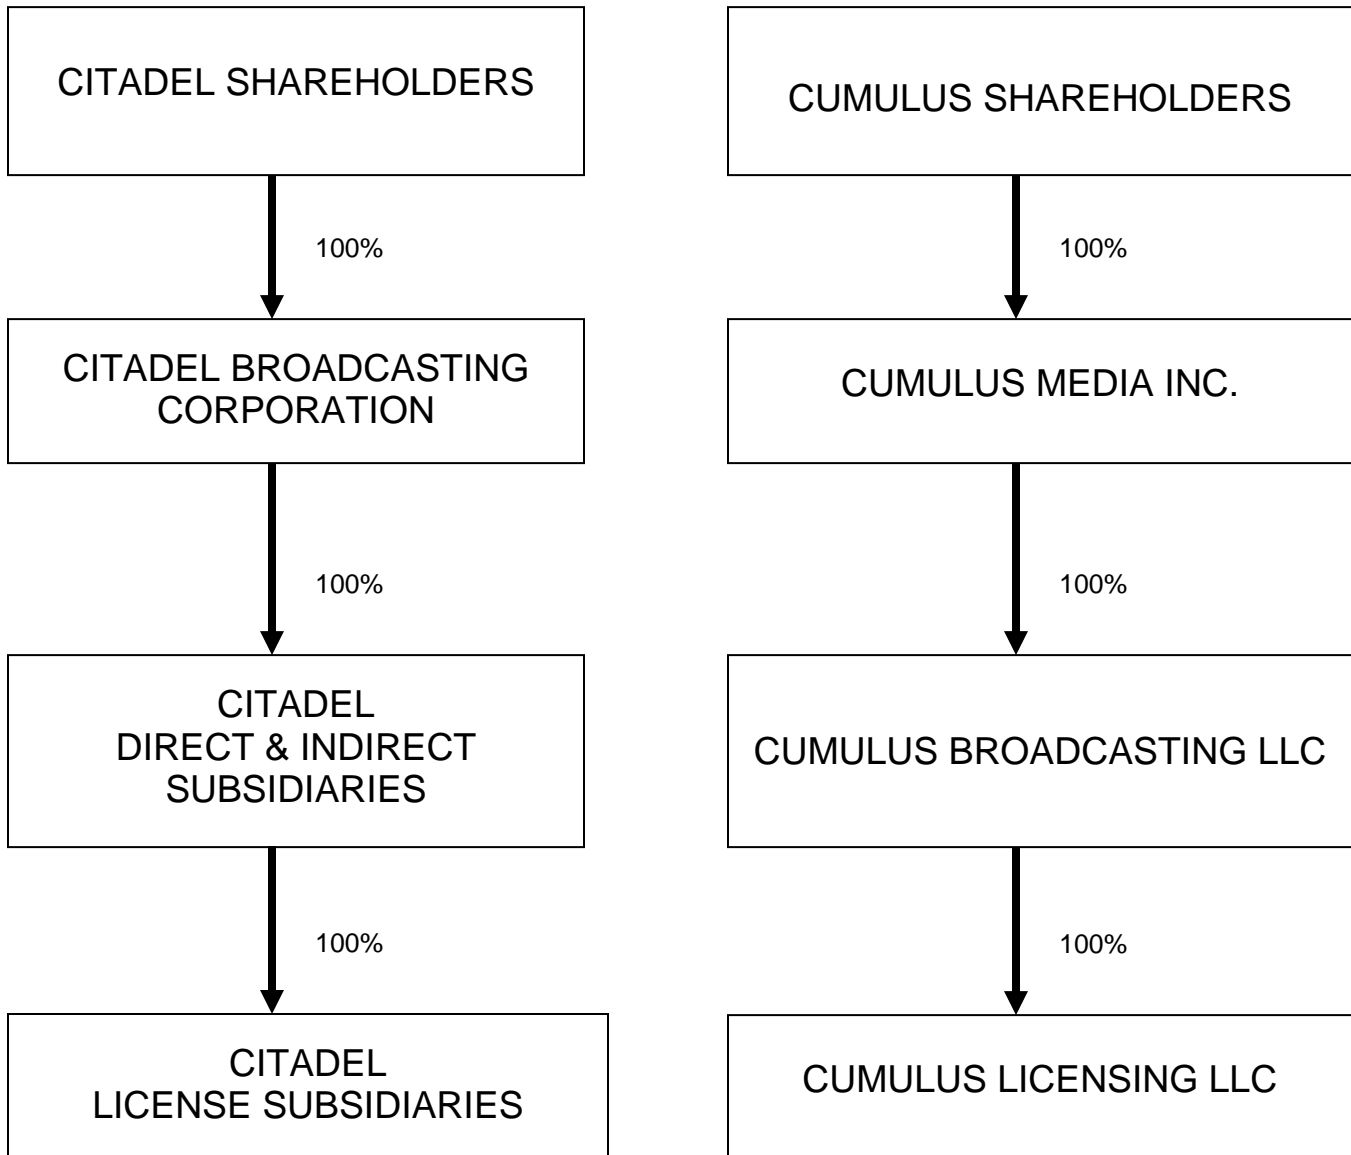 CITADEL SHAREHOLDERS
CUMULUS SHAREHOLDERS
100%
100%
CITADEL BROADCASTING
CORPORATION
CUMULUS MEDIA INC.
100%
100%
CITADEL
DIRECT & INDIRECT
SUBSIDIARIES
CUMULUS BROADCASTING LLC
100%
100%
CITADEL
LICENSE SUBSIDIARIES
CUMULUS LICENSING LLC